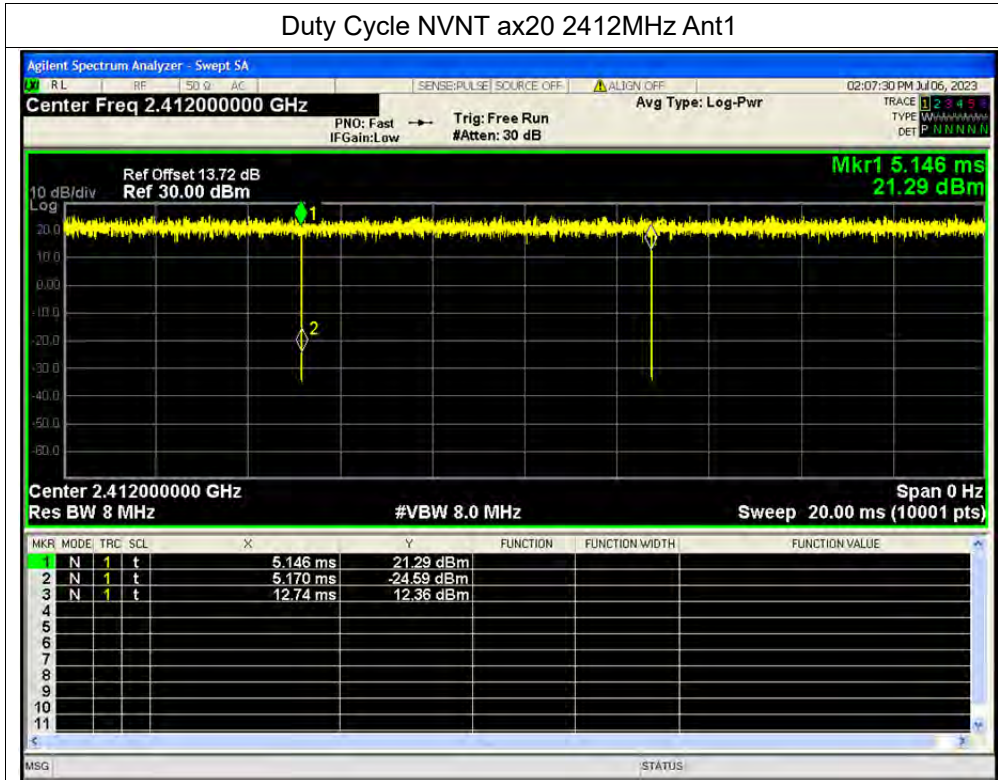 Duty Cycle NVNT ax20 2412MHz Ant1
Agilent Spectrum Analyzer - Swept SA
RL RF 50 Ω AC SENSE:PULSE SOURCE OFF ALIGN OFF 02:07:30 PM Jul 06, 2023
Center Freq 2.412000000 GHz Avg Type: Log-Pwr TRACE 1 2 3 4 5 6
PNO: Fast Trig: Free Run TYPE
IFGain:Low #Atten: 30 dB DET P N N N N N
Mkr1 5.146 ms
21.29 dBm
Ref Offset 13.72 dB
10 dB/div Ref 30.00 dBm
Log
1
20.0
10.0
0.00
-10.0
2
-20.0
-30.0
-40.0
-50.0
-60.0
Center 2.412000000 GHz Span 0 Hz
Res BW 8 MHz #VBW 8.0 MHz Sweep 20.00 ms (10001 pts)
MKR MODE TRC SCL X Y FUNCTION FUNCTION WIDTH FUNCTION VALUE
1 N 1 t 5.146 ms 21.29 dBm
2 N 1 t 5.170 ms -24.59 dBm
3 N 1 t 12.74 ms 12.36 dBm
4
5
6
7
8
9
10
11
MSG STATUS